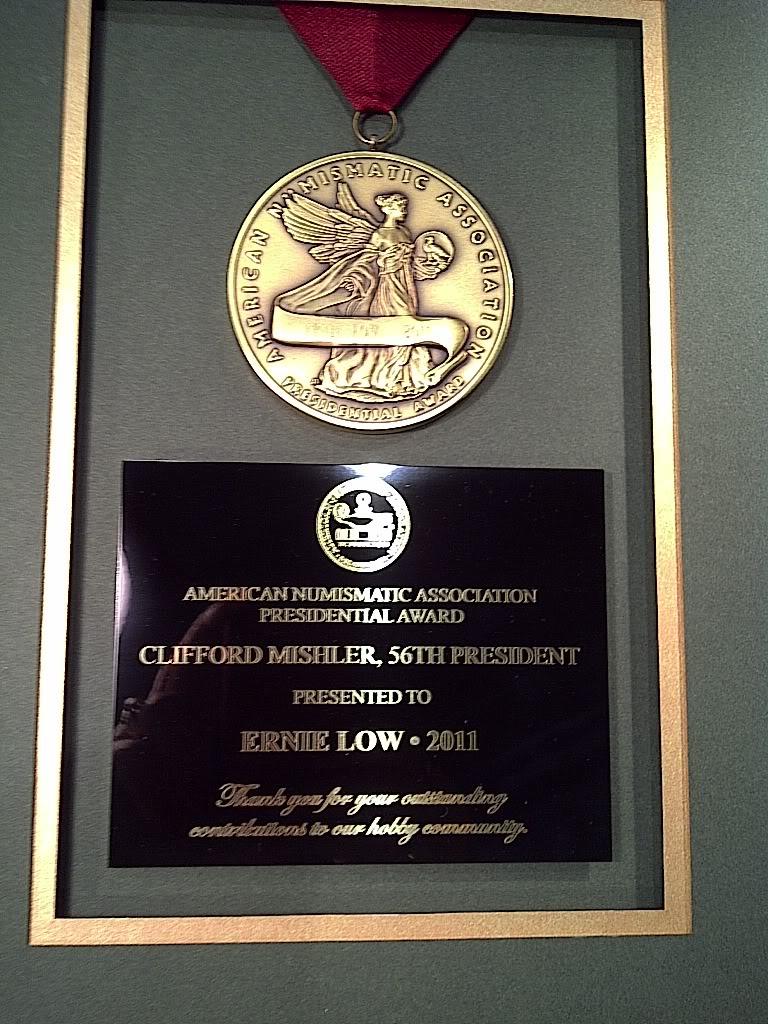 AMERICAN NUMISMATIC ASSOCIATION
PRESIDENTIAL AWARD
AMERICAN NUMISMATIC ASSOCIATION
PRESIDENTIAL AWARD
CLIFFORD MISHLER, 56TH PRESIDENT
PRESENTED TO
ERNIE LOW • 2011
Thank you for your outstanding
contributions to our hobby community.